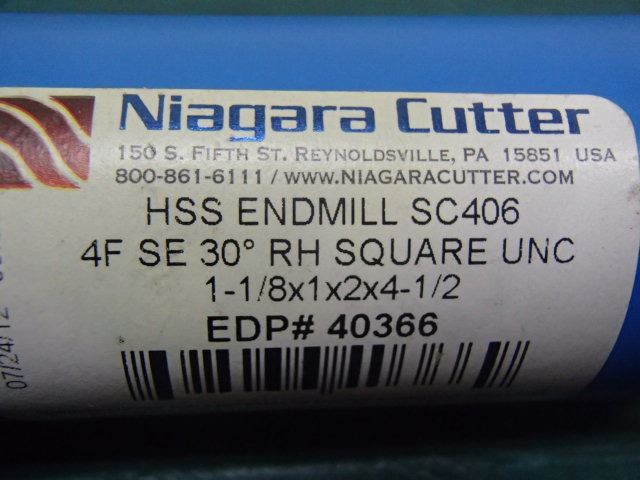 Niagara Cutter
150 S. FIFTH ST. REYNOLDSVILLE, PA 15851 USA
800-861-6111 / WWW.NIAGARACUTTER.COM
HSS ENDMILL SC406
4F SE 30° RH SQUARE UNC
1-1/8x1x2x4-1/2
EDP# 40366
07/24/12